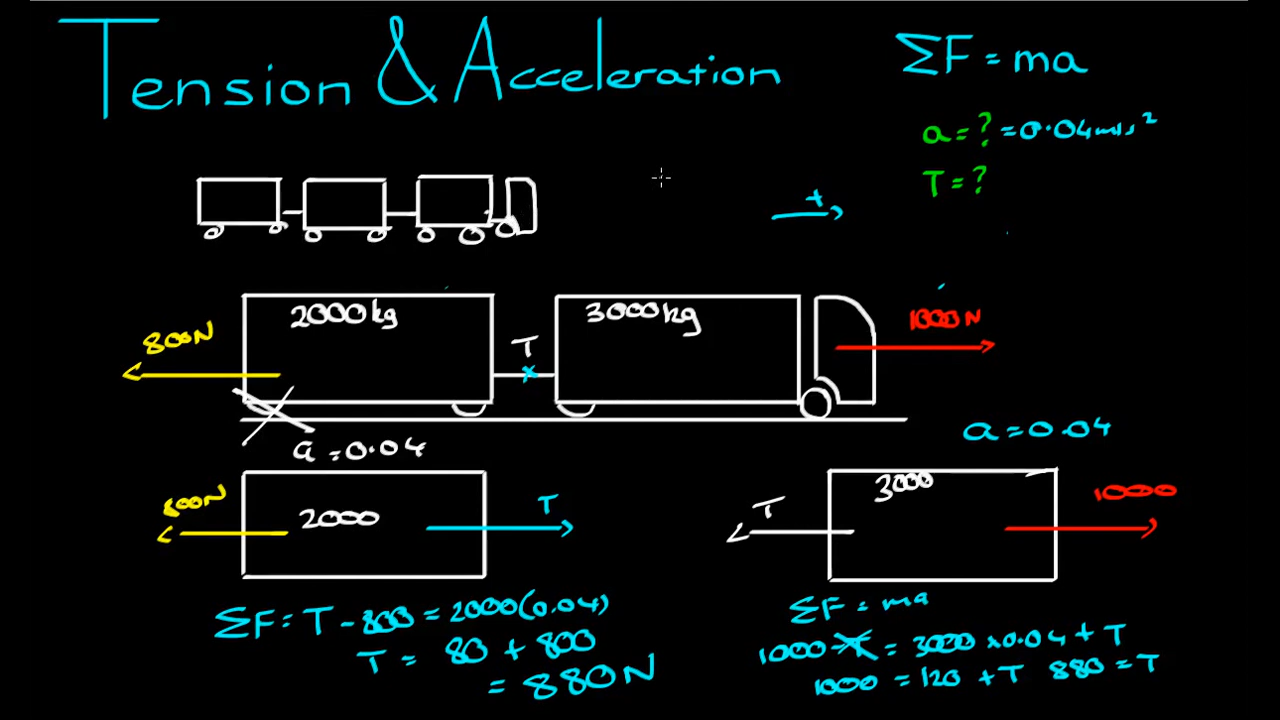 Tension & Acceleration
ΣF = ma
a = ? = 0.04 m/s²
T = ?
+
2000kg
3000kg
800N
T
1000N
a = 0.04
a = 0.04
800N
2000
T
T
3000
1000
ΣF = T - 800 = 2000(0.04)
T = 80 + 800
= 880N
ΣF = ma
1000 - T = 3000 x 0.04 + T
1000 = 120 + T 880 = T